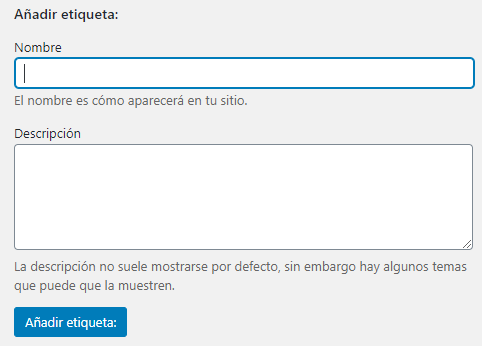 Añadir etiqueta:
Nombre
El nombre es cómo aparecerá en tu sitio.
Descripción
La descripción no suele mostrarse por defecto, sin embargo hay algunos temas
que puede que la muestren.
Añadir etiqueta: